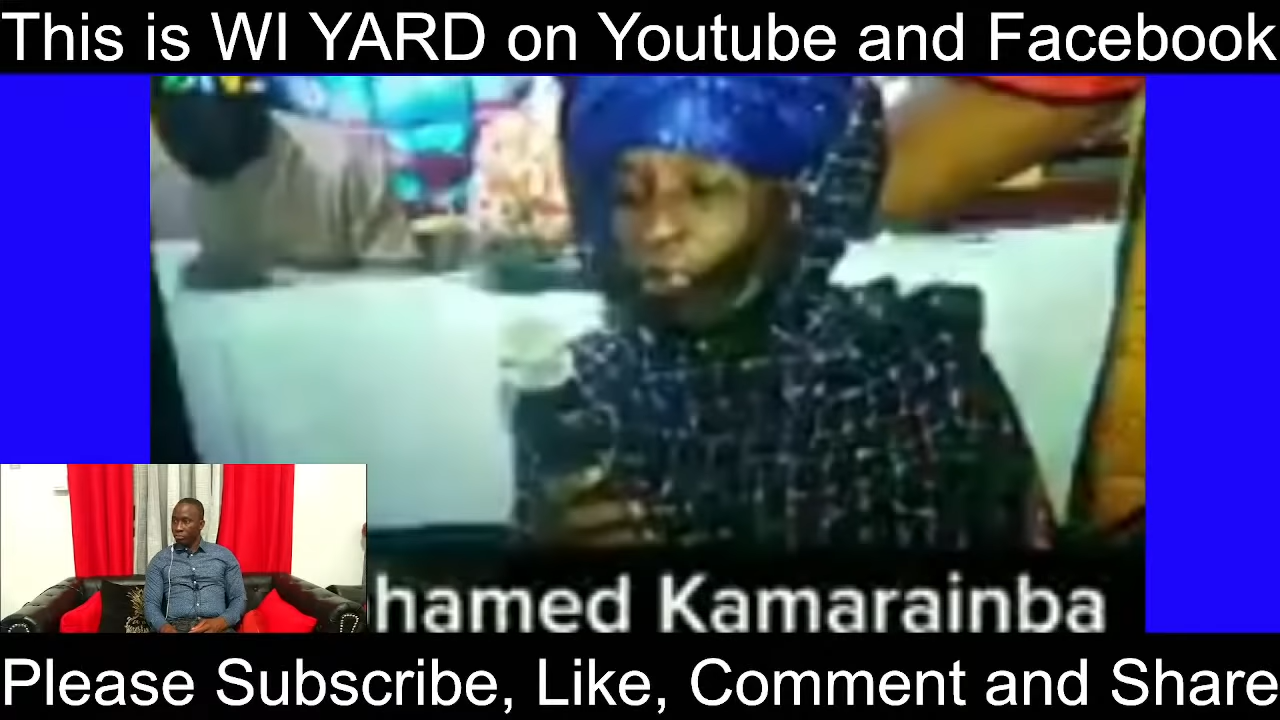 This is WI YARD on Youtube and Facebook
hamed Kamarainba
Please Subscribe, Like, Comment and Share